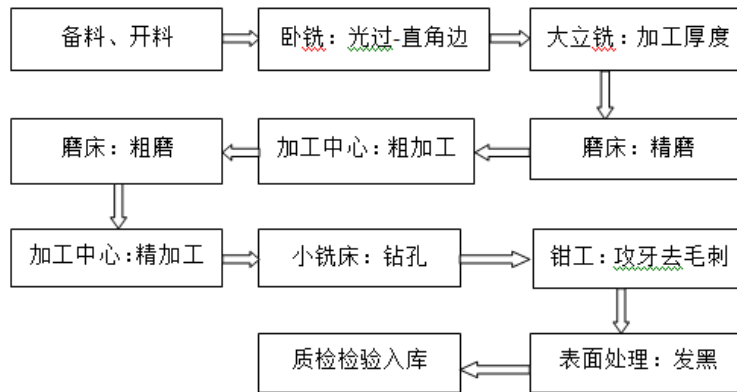 备料、开料
卧铣：光过-直角边
大立铣：加工厚度
磨床：精磨
加工中心：粗加工
磨床：粗磨
加工中心:精加工
小铣床：钻孔
钳工：攻牙去毛刺
表面处理：发黑
质检检验入库